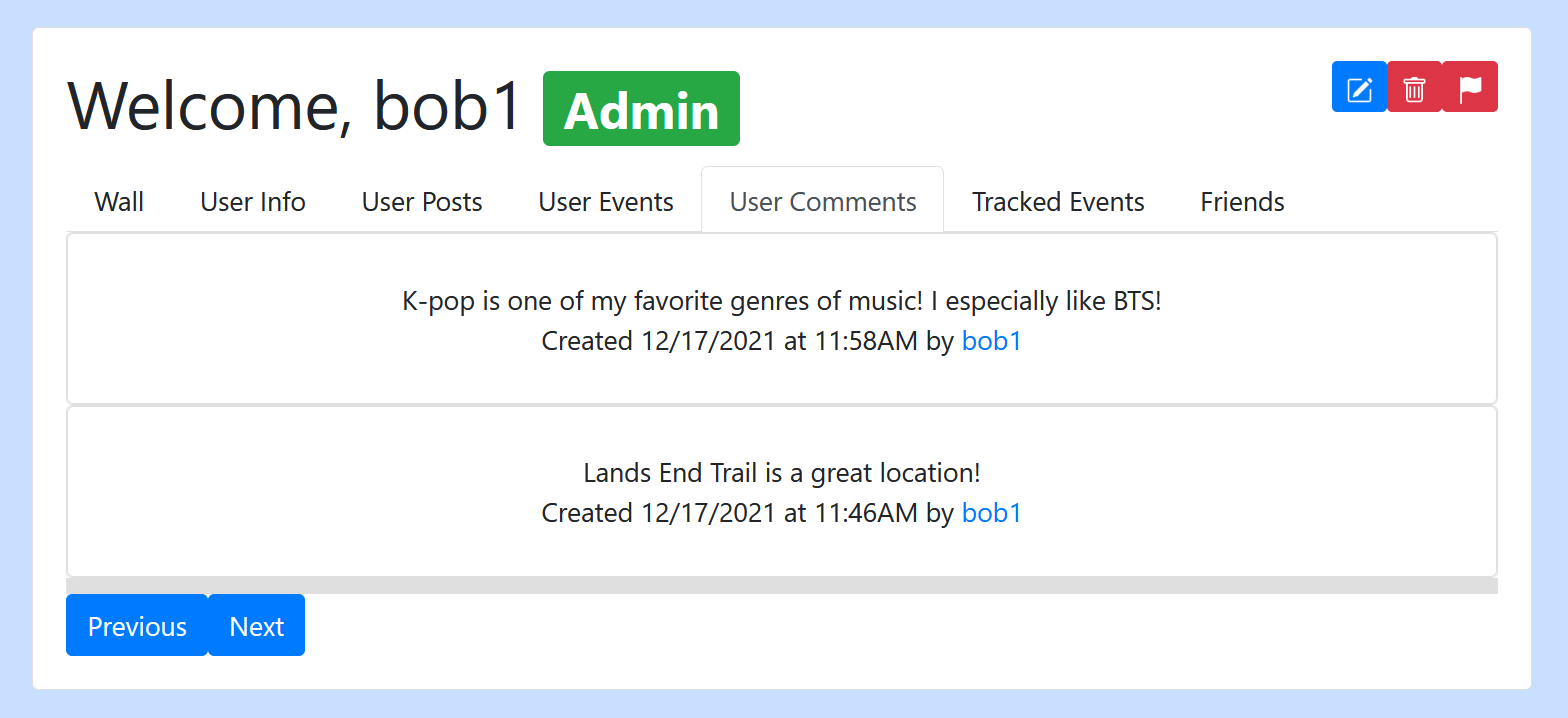 Welcome, bob1 Admin
Wall User Info User Posts User Events User Comments Tracked Events Friends
K-pop is one of my favorite genres of music! I especially like BTS!
Created 12/17/2021 at 11:58AM by bob1
Lands End Trail is a great location!
Created 12/17/2021 at 11:46AM by bob1
Previous Next